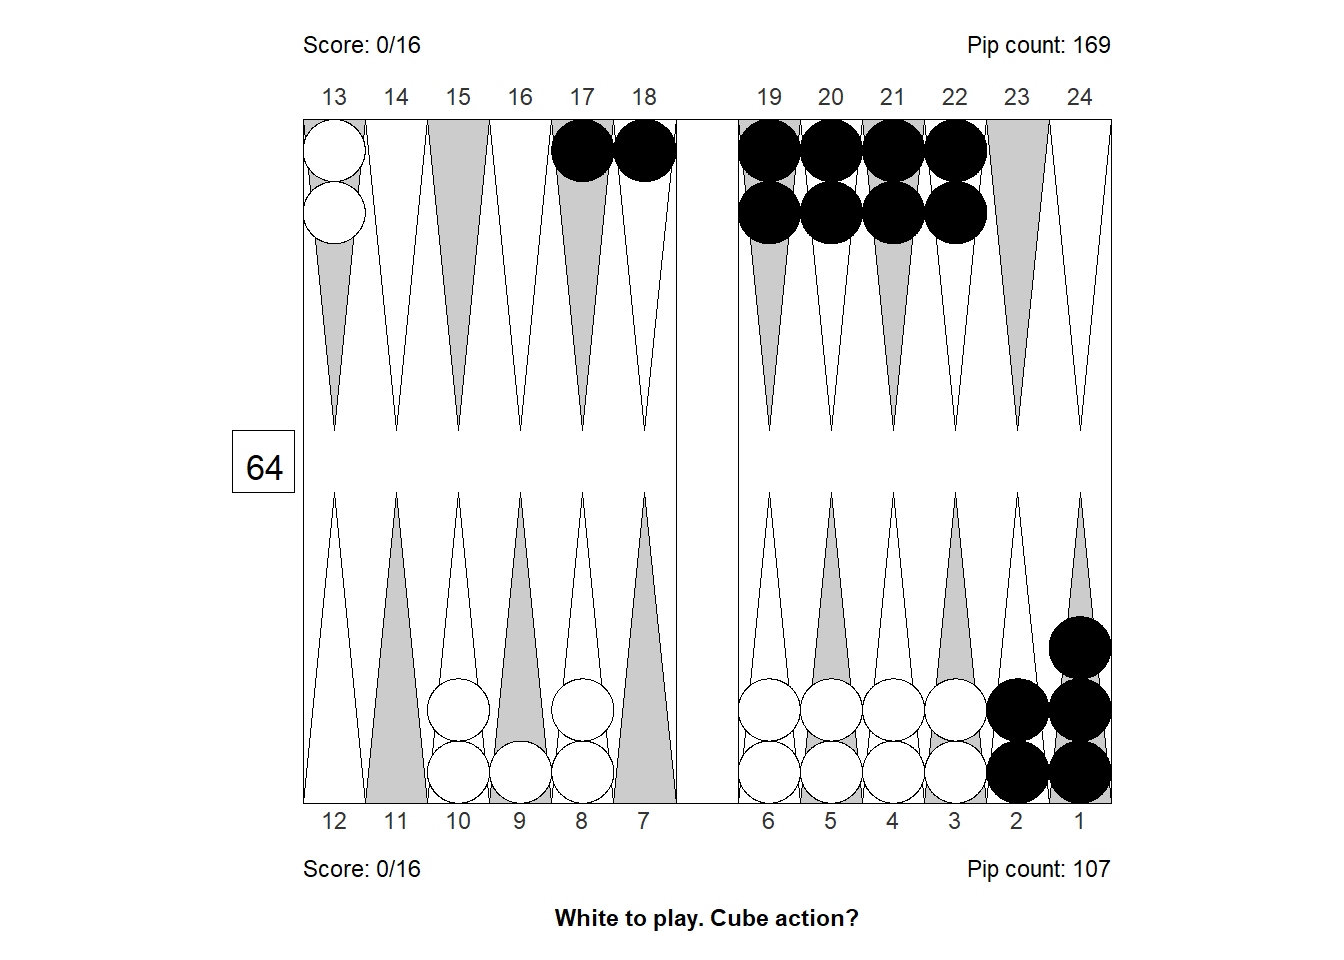 Score: 0/16 Pip count: 169
13 14 15 16 17 18 19 20 21 22 23 24
64
12 11 10 9 8 7 6 5 4 3 2 1
Score: 0/16 Pip count: 107
White to play. Cube action?